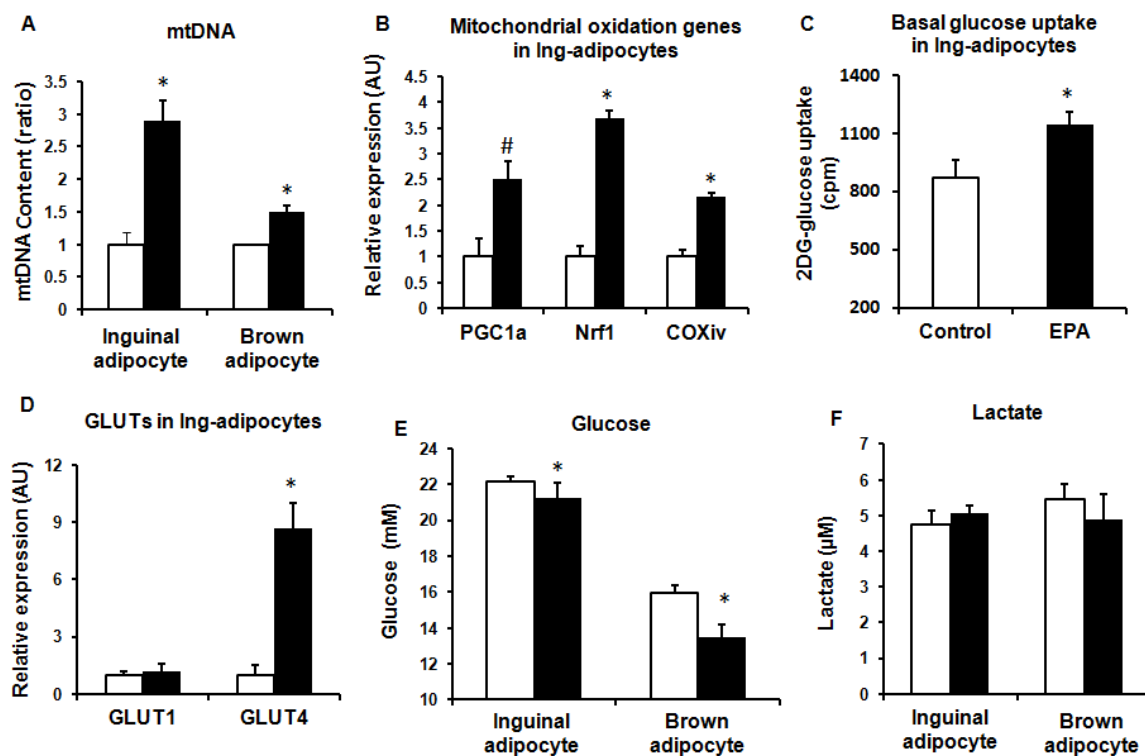 A
mtDNA
mtDNA Content (ratio)
3.5
3
2.5
2
1.5
1
0.5
0
*
*
Inguinal
adipocyte
Brown
adipocyte
B
Mitochondrial oxidation genes
in Ing-adipocytes
Relative expression (AU)
4.5
4
3.5
3
2.5
2
1.5
1
0.5
0
#
*
*
PGC1a
Nrf1
COXiv
C
Basal glucose uptake
in Ing-adipocytes
2DG-glucose uptake
(cpm)
1400
1100
800
500
200
*
Control
EPA
D
GLUTs in Ing-adipocytes
Relative expression (AU)
12
9
6
3
0
*
GLUT1
GLUT4
E
Glucose
Glucose (mM)
24
22
20
18
16
14
12
10
*
*
Inguinal
adipocyte
Brown
adipocyte
F
Lactate
Lactate (µM)
7
6
5
4
3
2
1
0
Inguinal
adipocyte
Brown
adipocyte